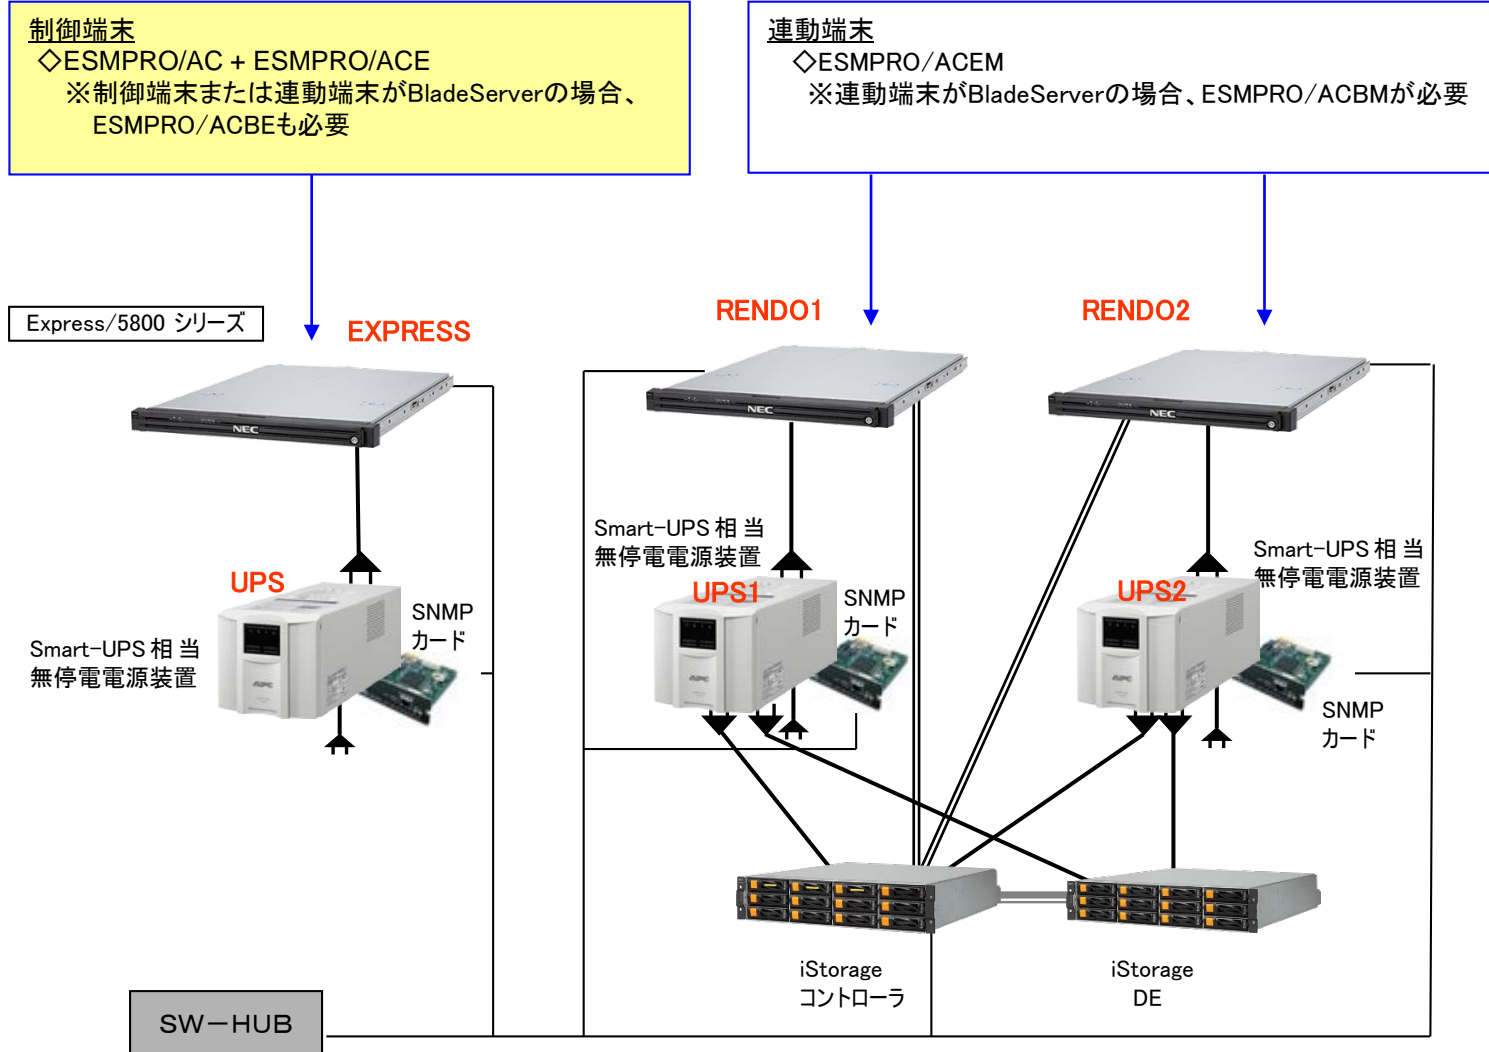 制御端末
◇ESMPRO/AC + ESMPRO/ACE
※制御端末または連動端末がBladeServerの場合、
ESMPRO/ACBEも必要
連動端末
◇ESMPRO/ACEM
※連動端末がBladeServerの場合、ESMPRO/ACBMが必要
Express/5800 シリーズ
EXPRESS
RENDO1
RENDO2
NEC
NEC
NEC
Smart-UPS 相 当
無停電電源装置
UPS
SNMP
カード
APC
Smart-UPS 相 当
無停電電源装置
UPS1
SNMP
カード
APC
Smart-UPS 相 当
無停電電源装置
UPS2
SNMP
カード
APC
iStorage
コントローラ
iStorage
DE
SW－HUB